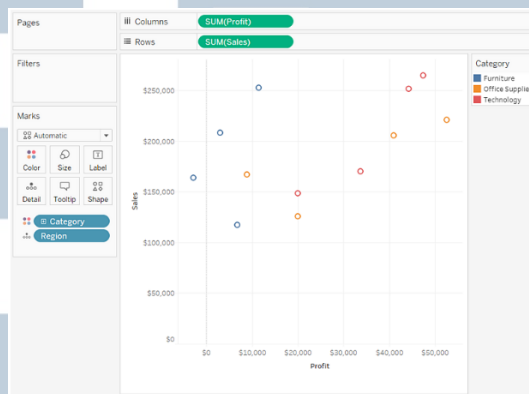 Pages
Columns
SUM(Profit)
Rows
SUM(Sales)
Filters
Marks
Automatic
Color
Size
Label
Detail
Tooltip
Shape
Category
Region
Sales
$250,000
$200,000
$150,000
$100,000
$50,000
$0
$0
$10,000
$20,000
$30,000
$40,000
$50,000
Profit
Category
Furniture
Office Supplie
Technology